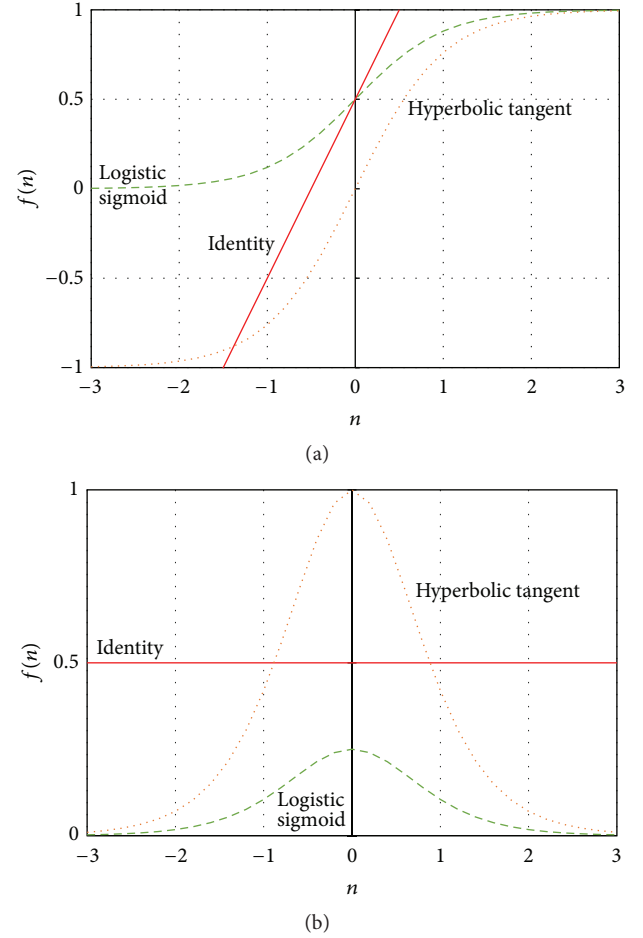 1
0.5
0
−0.5
−1
f(n)
Hyperbolic tangent
Logistic
sigmoid
Identity
−3 −2 −1 0 1 2 3
n
(a)
1
0.5
0
f(n)
Hyperbolic tangent
Identity
Logistic
sigmoid
−3 −2 −1 0 1 2 3
n
(b)